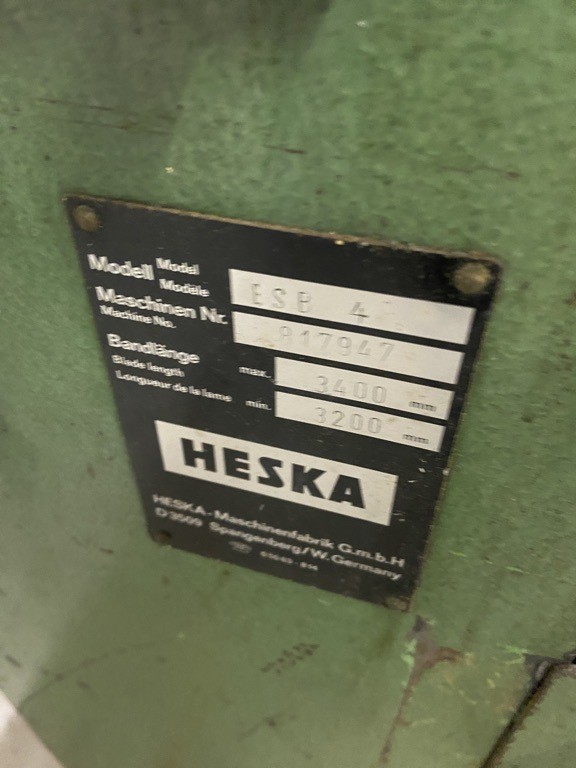 Modell Model Modèle ESB 4
Maschinen Nr. Machine No. 817947
Bandlänge
Blade length max. 3400 mm
Longueur de la lame min. 3200 mm
HESKA
HESKA-Maschinenfabrik G.m.b.H
D 3509 Spangenberg/W.Germany